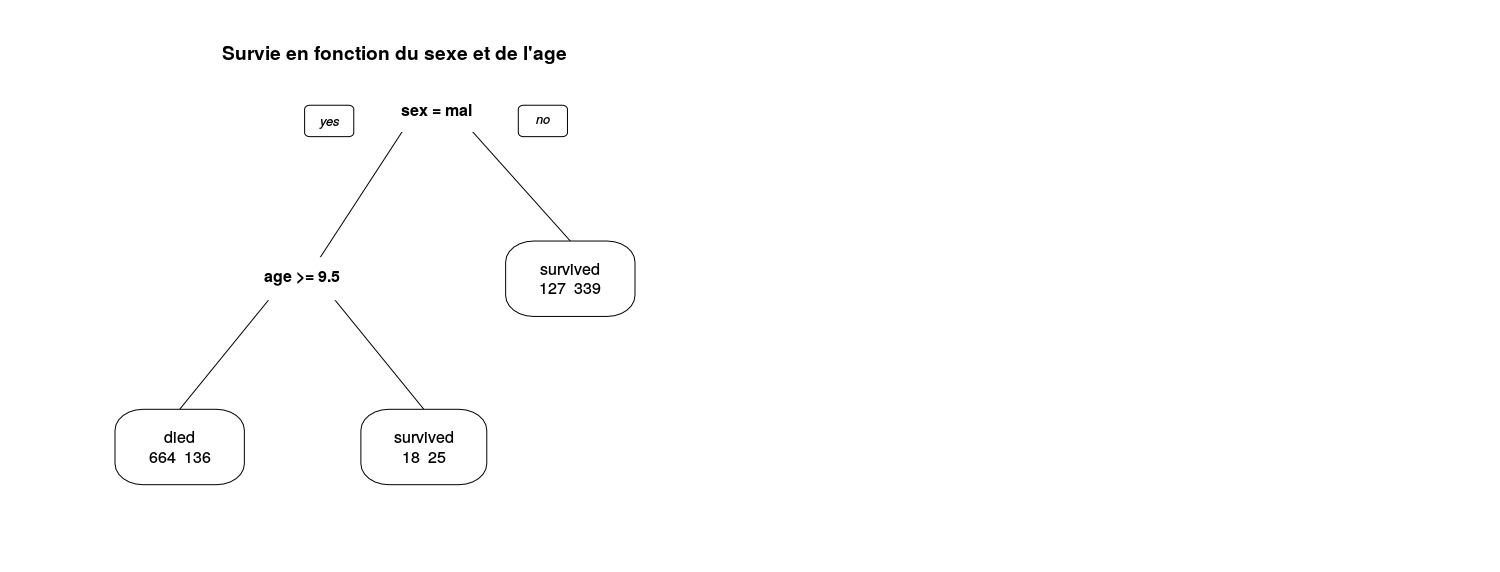 Survie en fonction du sexe et de l'age
yes
sex = mal
no
age >= 9.5
survived
127 339
died
664 136
survived
18 25